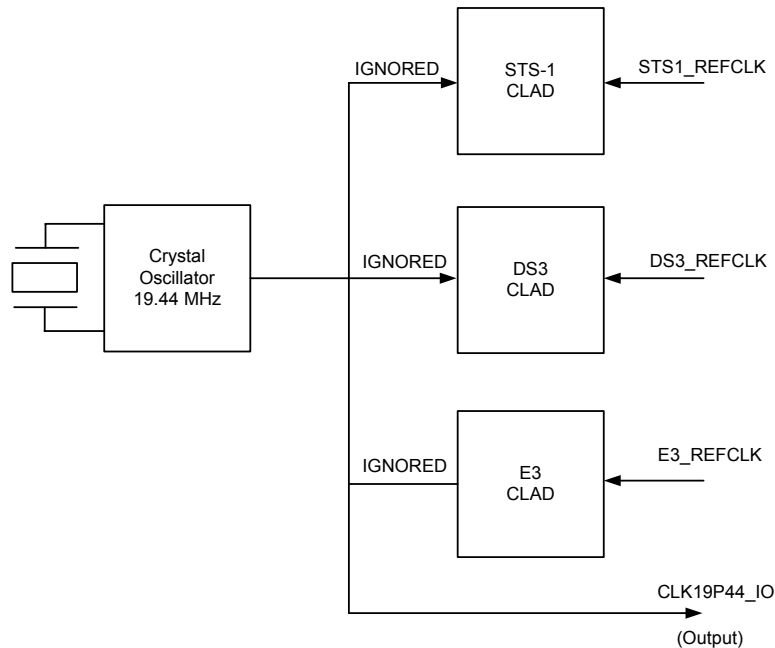 IGNORED
STS-1
CLAD
STS1_REFCLK
Crystal
Oscillator
19.44 MHz
IGNORED
DS3
CLAD
DS3_REFCLK
IGNORED
E3
CLAD
E3_REFCLK
CLK19P44_IO
(Output)